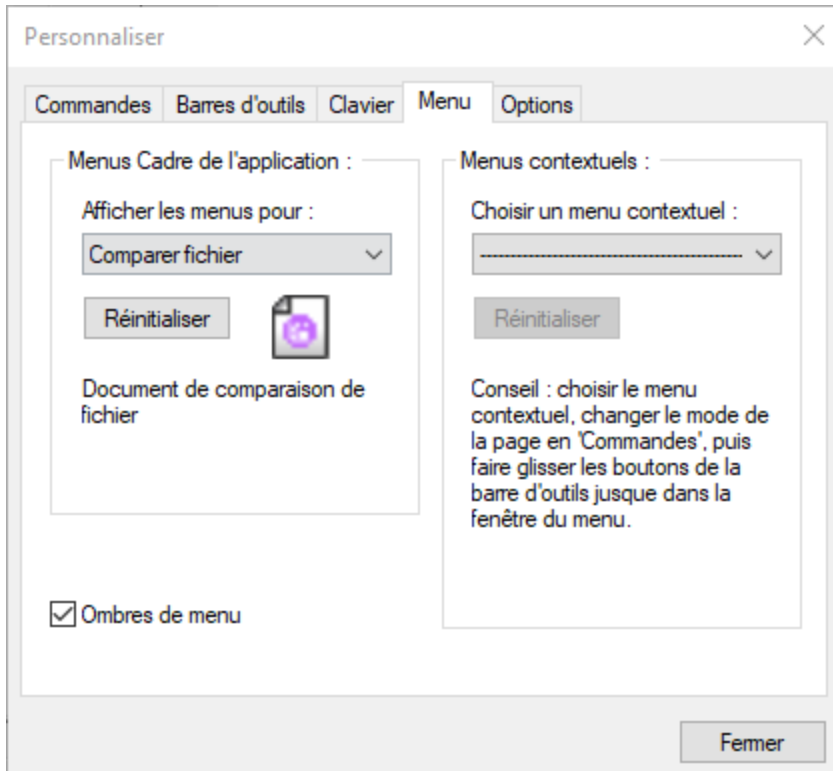 Personnaliser
Commandes
Barres d'outils
Clavier
Menu
Options
Menus Cadre de l'application :
Afficher les menus pour :
Comparer fichier
Réinitialiser
Document de comparaison de
fichier
Menus contextuels :
Choisir un menu contextuel :
Réinitialiser
Conseil : choisir le menu
contextuel, changer le mode de
la page en 'Commandes', puis
faire glisser les boutons de la
barre d'outils jusque dans la
fenêtre du menu.
Ombres de menu
Fermer